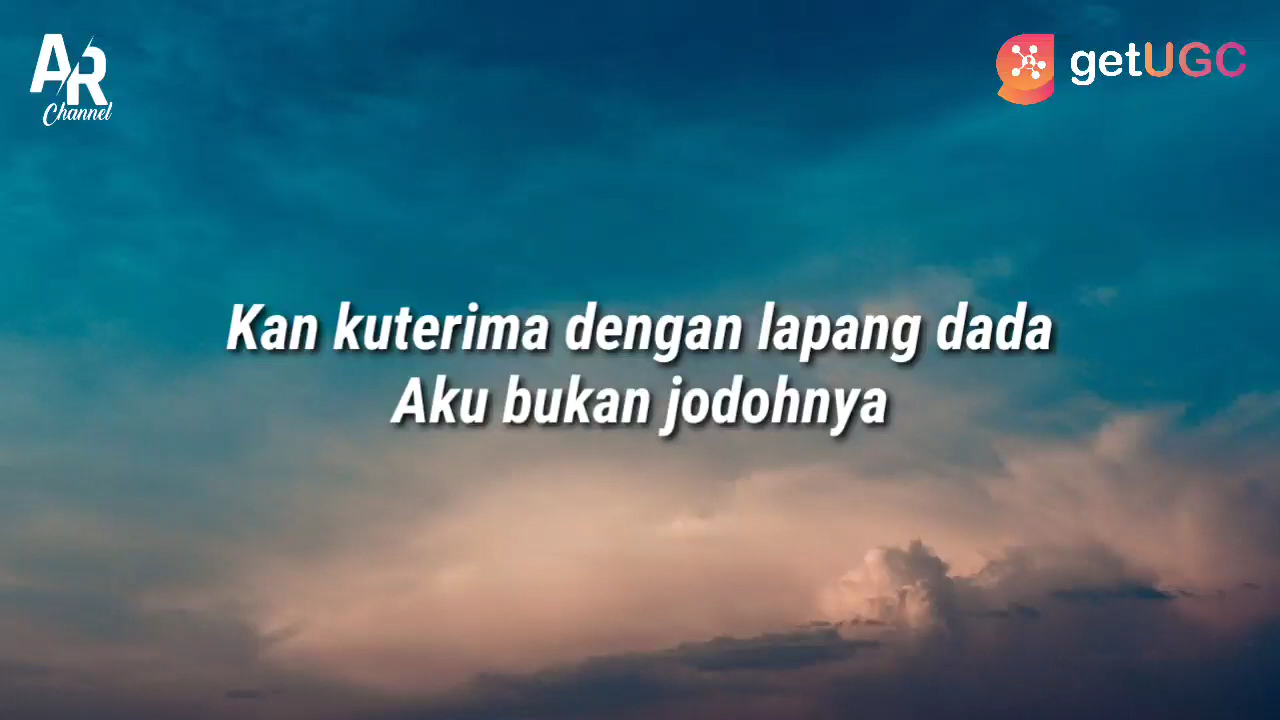 AR
Channel
getUGC
Kan kuterima dengan lapang dada
Aku bukan jodohnya